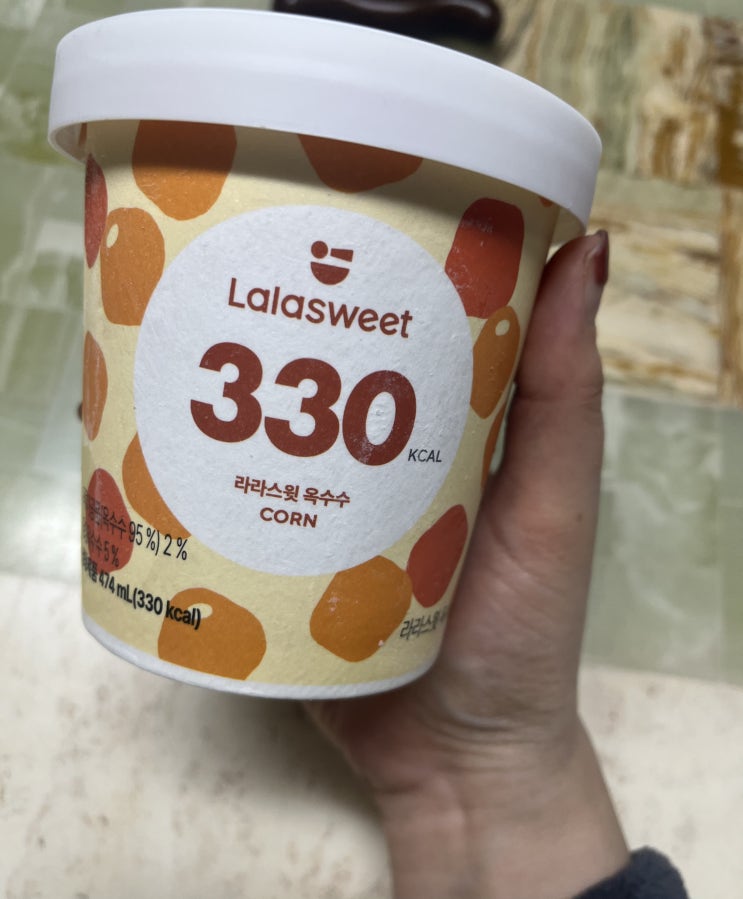 Lalasweet
330
KCAL
라라스윗 옥수수
CORN
옥수수 95 %) 2 %
수수 5 %
474 mL(330 kcal)
라라스윗